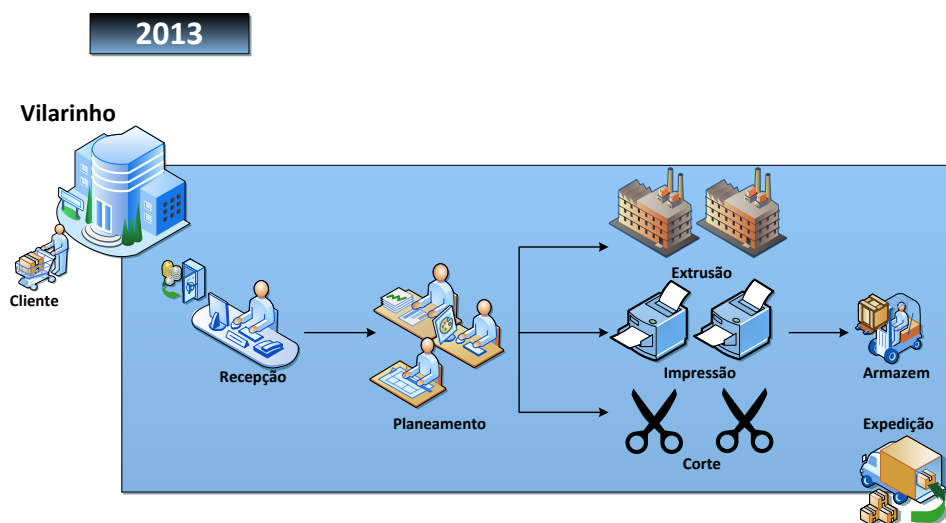 2013
Vilarinho
Cliente
Recepção
Planeamento
Extrusão
Impressão
Corte
Armazem
Expedição